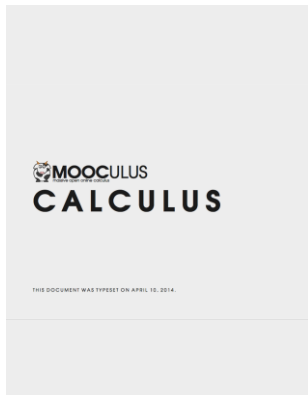 MOOCULUS
massive open online calculus
CALCULUS
THIS DOCUMENT WAS TYPESET ON APRIL 10, 2014.